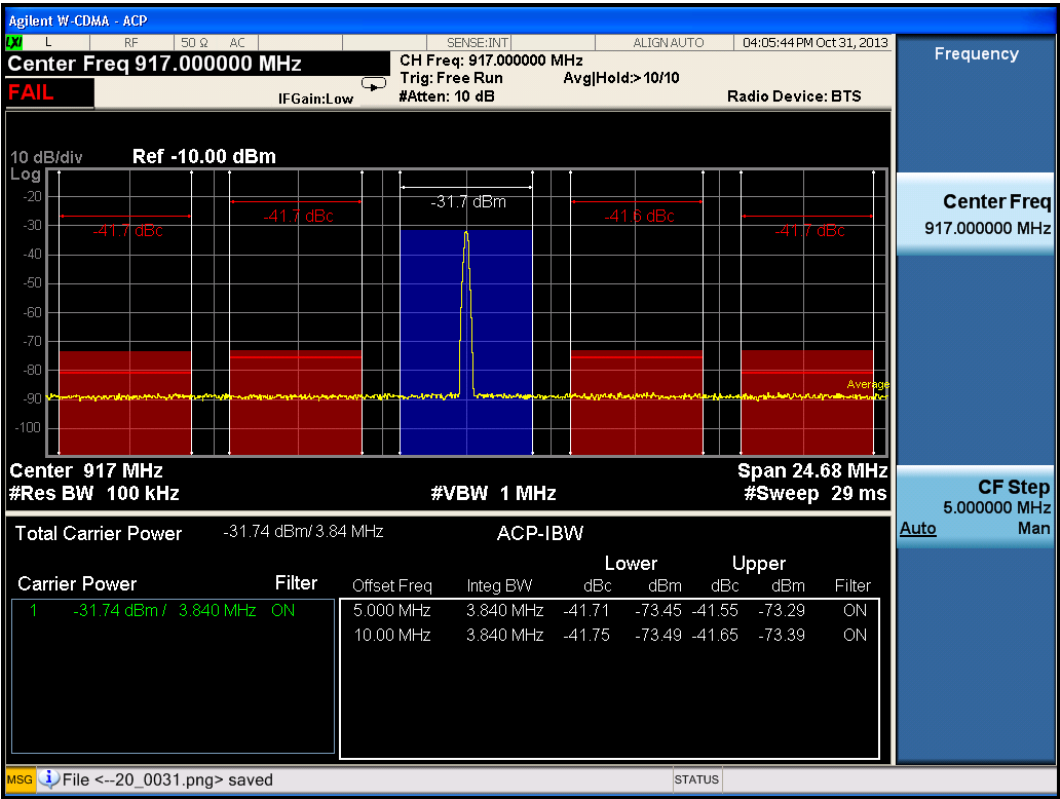 Agilent W-CDMA - ACP
LXI L RF 50 Ω AC SENSE:INT ALIGN AUTO 04:05:44 PM Oct 31, 2013
Center Freq 917.000000 MHz
CH Freq: 917.000000 MHz
Trig: Free Run Avg|Hold:> 10/10
FAIL
IFGain:Low #Atten: 10 dB Radio Device: BTS
10 dB/div Ref -10.00 dBm
Log
-20
-30
-40
-50
-60
-70
-80
-90
-100
-41.7 dBc
-41.7 dBc
-31.7 dBm
-41.6 dBc
-41.7 dBc
Average
Center 917 MHz Span 24.68 MHz
#Res BW 100 kHz #VBW 1 MHz #Sweep 29 ms
Total Carrier Power -31.74 dBm/ 3.84 MHz ACP-IBW
Lower Upper
Carrier Power Filter Offset Freq Integ BW dBc dBm dBc dBm Filter
1 -31.74 dBm / 3.840 MHz ON 5.000 MHz 3.840 MHz -41.71 -73.45 -41.55 -73.29 ON
10.00 MHz 3.840 MHz -41.75 -73.49 -41.65 -73.39 ON
MSG File <--20_0031.png> saved STATUS
Frequency
Center Freq
917.000000 MHz
CF Step
5.000000 MHz
Auto Man